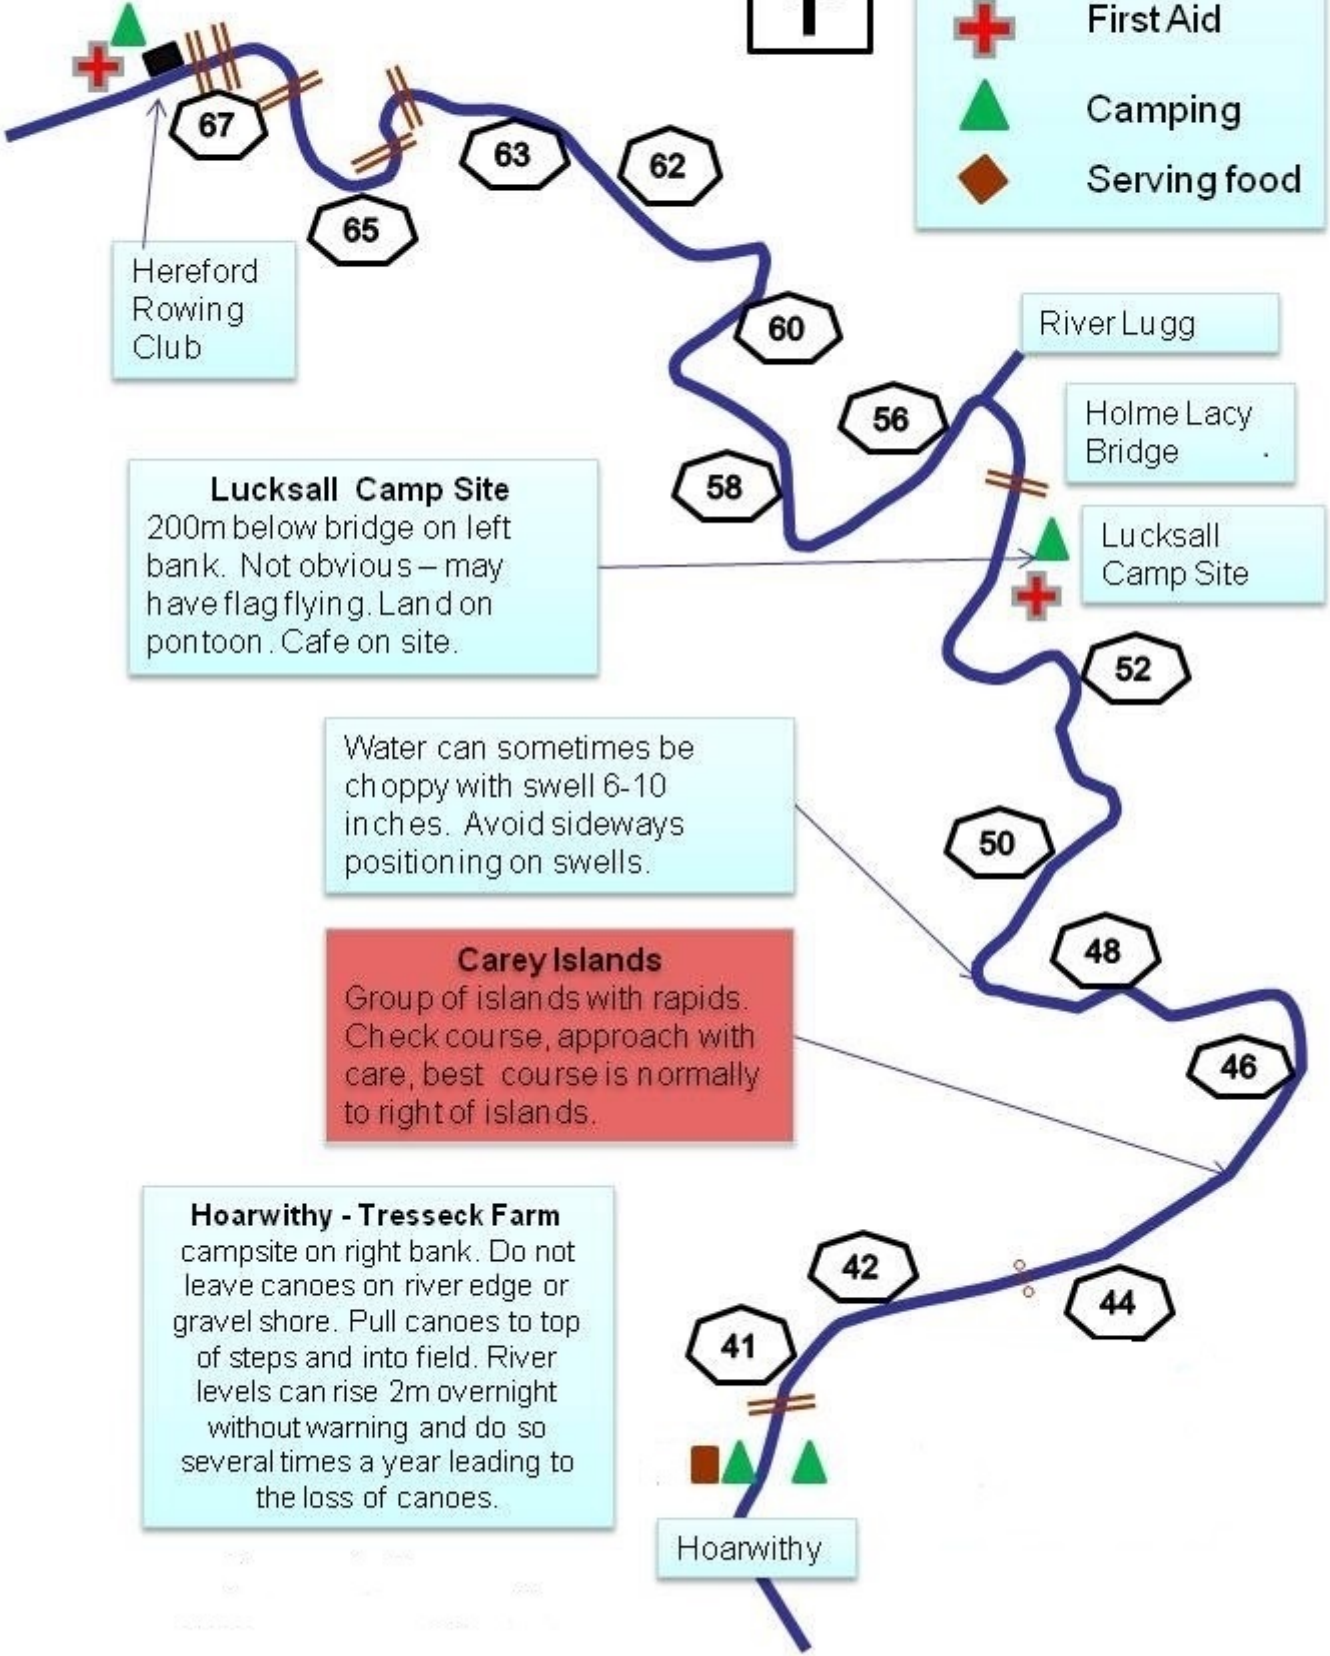 First Aid
Camping
Serving food
67
65
63
62
Hereford
Rowing
Club
60
River Lugg
56
Holme Lacy
Bridge .
58
Lucksall Camp Site
200m below bridge on left
bank. Not obvious – may
have flag flying. Land on
pontoon. Cafe on site.
Lucksall
Camp Site
52
Water can sometimes be
choppy with swell 6-10
inches. Avoid sideways
positioning on swells.
50
48
Carey Islands
Group of islands with rapids.
Check course, approach with
care, best course is normally
to right of islands.
46
Hoarwithy - Tresseck Farm
campsite on right bank. Do not
leave canoes on river edge or
gravel shore. Pull canoes to top
of steps and into field. River
levels can rise 2m overnight
without warning and do so
several times a year leading to
the loss of canoes.
42
44
41
Hoarwithy